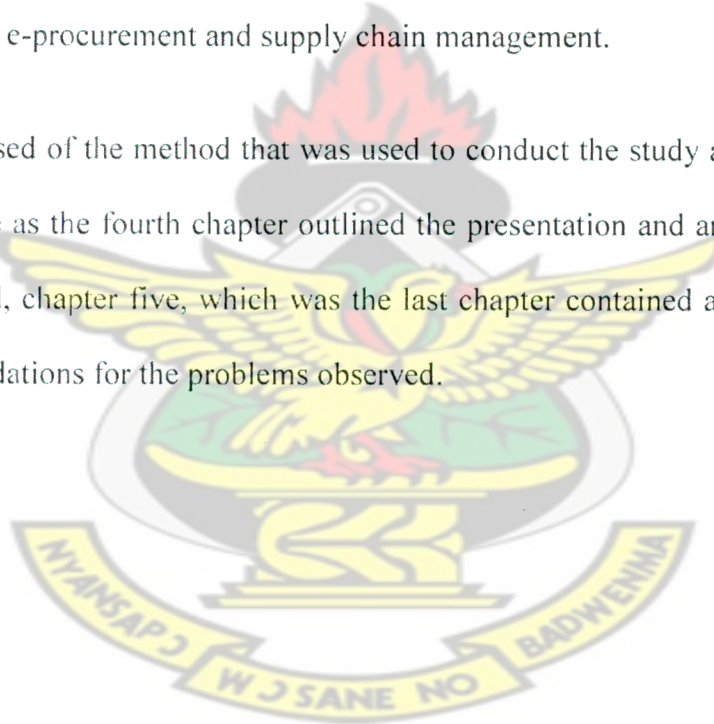 e-procurement and supply chain management.
sed of the method that was used to conduct the study a
as the fourth chapter outlined the presentation and a
, chapter five, which was the last chapter contained a
dations for the problems observed.
NYANSAPƆ
WƆSANE NO
BADWENMA